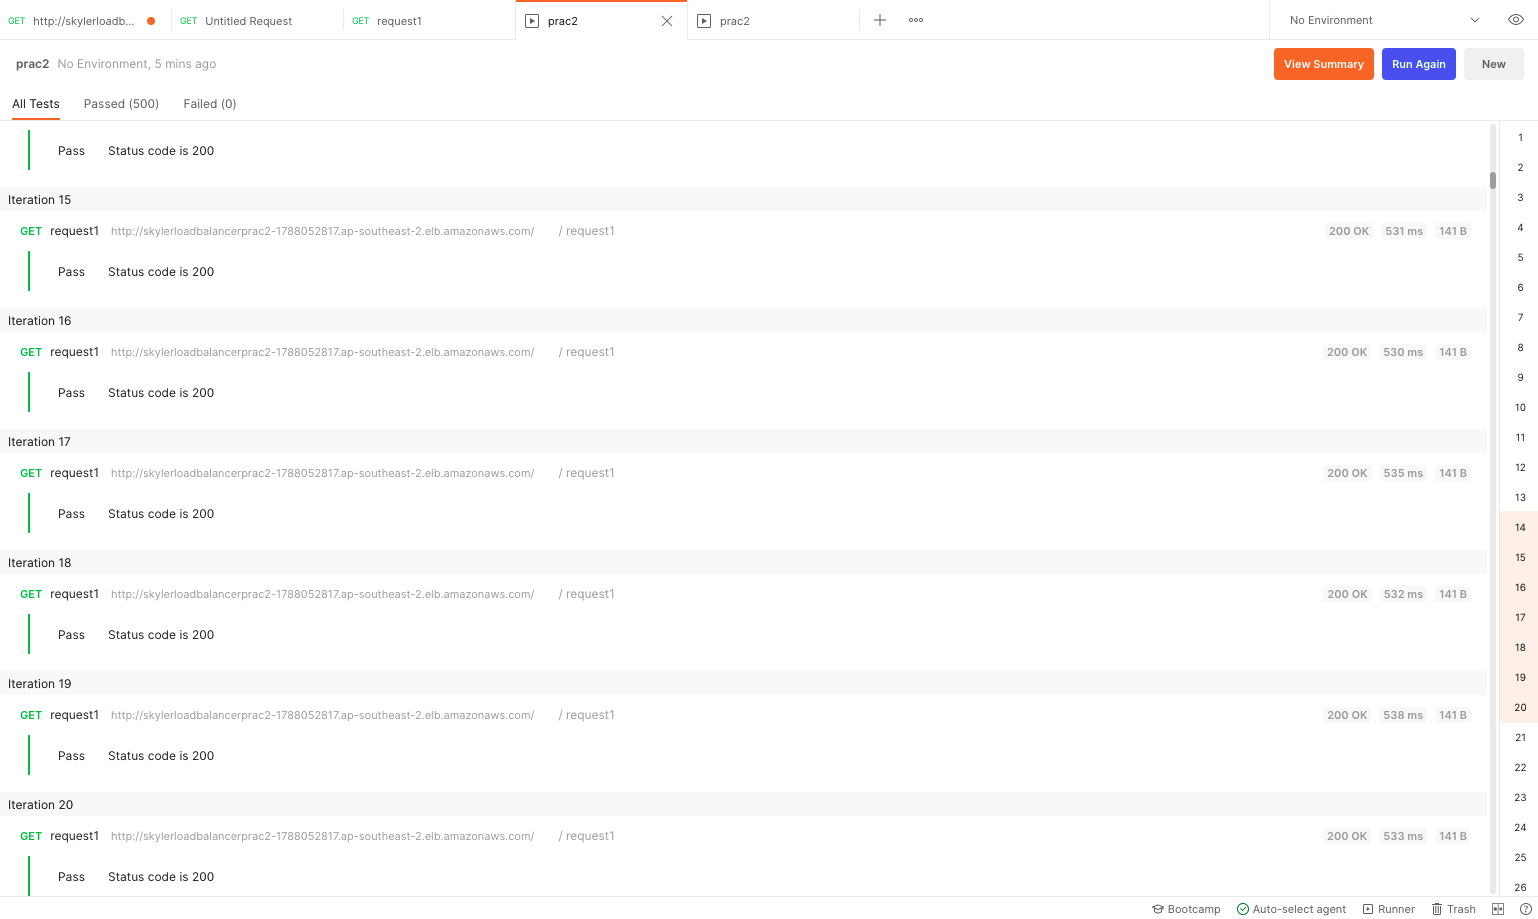 GET http://skylerloadb... GET Untitled Request GET request1 prac2 prac2 No Environment
prac2 No Environment, 5 mins ago View Summary Run Again New
All Tests Passed (500) Failed (0)
Pass Status code is 200
Iteration 15
GET request1 http://skylerloadbalancerprac2-1788052817.ap-southeast-2.elb.amazonaws.com/ / request1 200 OK 531 ms 141 B
Pass Status code is 200
Iteration 16
GET request1 http://skylerloadbalancerprac2-1788052817.ap-southeast-2.elb.amazonaws.com/ / request1 200 OK 530 ms 141 B
Pass Status code is 200
Iteration 17
GET request1 http://skylerloadbalancerprac2-1788052817.ap-southeast-2.elb.amazonaws.com/ / request1 200 OK 535 ms 141 B
Pass Status code is 200
Iteration 18
GET request1 http://skylerloadbalancerprac2-1788052817.ap-southeast-2.elb.amazonaws.com/ / request1 200 OK 532 ms 141 B
Pass Status code is 200
Iteration 19
GET request1 http://skylerloadbalancerprac2-1788052817.ap-southeast-2.elb.amazonaws.com/ / request1 200 OK 538 ms 141 B
Pass Status code is 200
Iteration 20
GET request1 http://skylerloadbalancerprac2-1788052817.ap-southeast-2.elb.amazonaws.com/ / request1 200 OK 533 ms 141 B
Pass Status code is 200
1
2
3
4
5
6
7
8
9
10
11
12
13
14
15
16
17
18
19
20
21
22
23
24
25
26
Bootcamp Auto-select agent Runner Trash